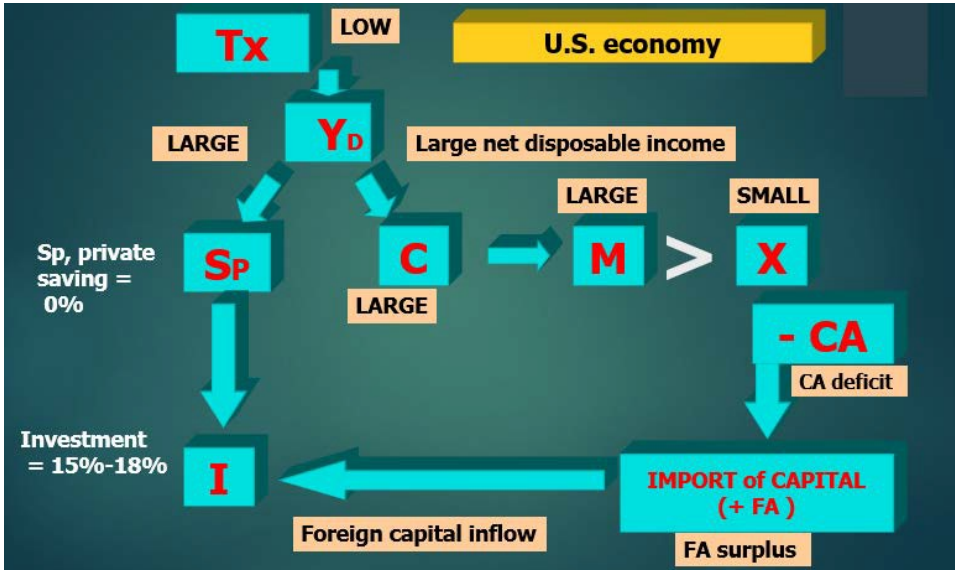 Tx
LOW
U.S. economy
LARGE
YD
Large net disposable income
LARGE
SMALL
Sp, private
saving =
0%
SP
C
M
>
X
LARGE
- CA
CA deficit
Investment
= 15%-18%
I
IMPORT of CAPITAL
(+ FA )
Foreign capital inflow
FA surplus